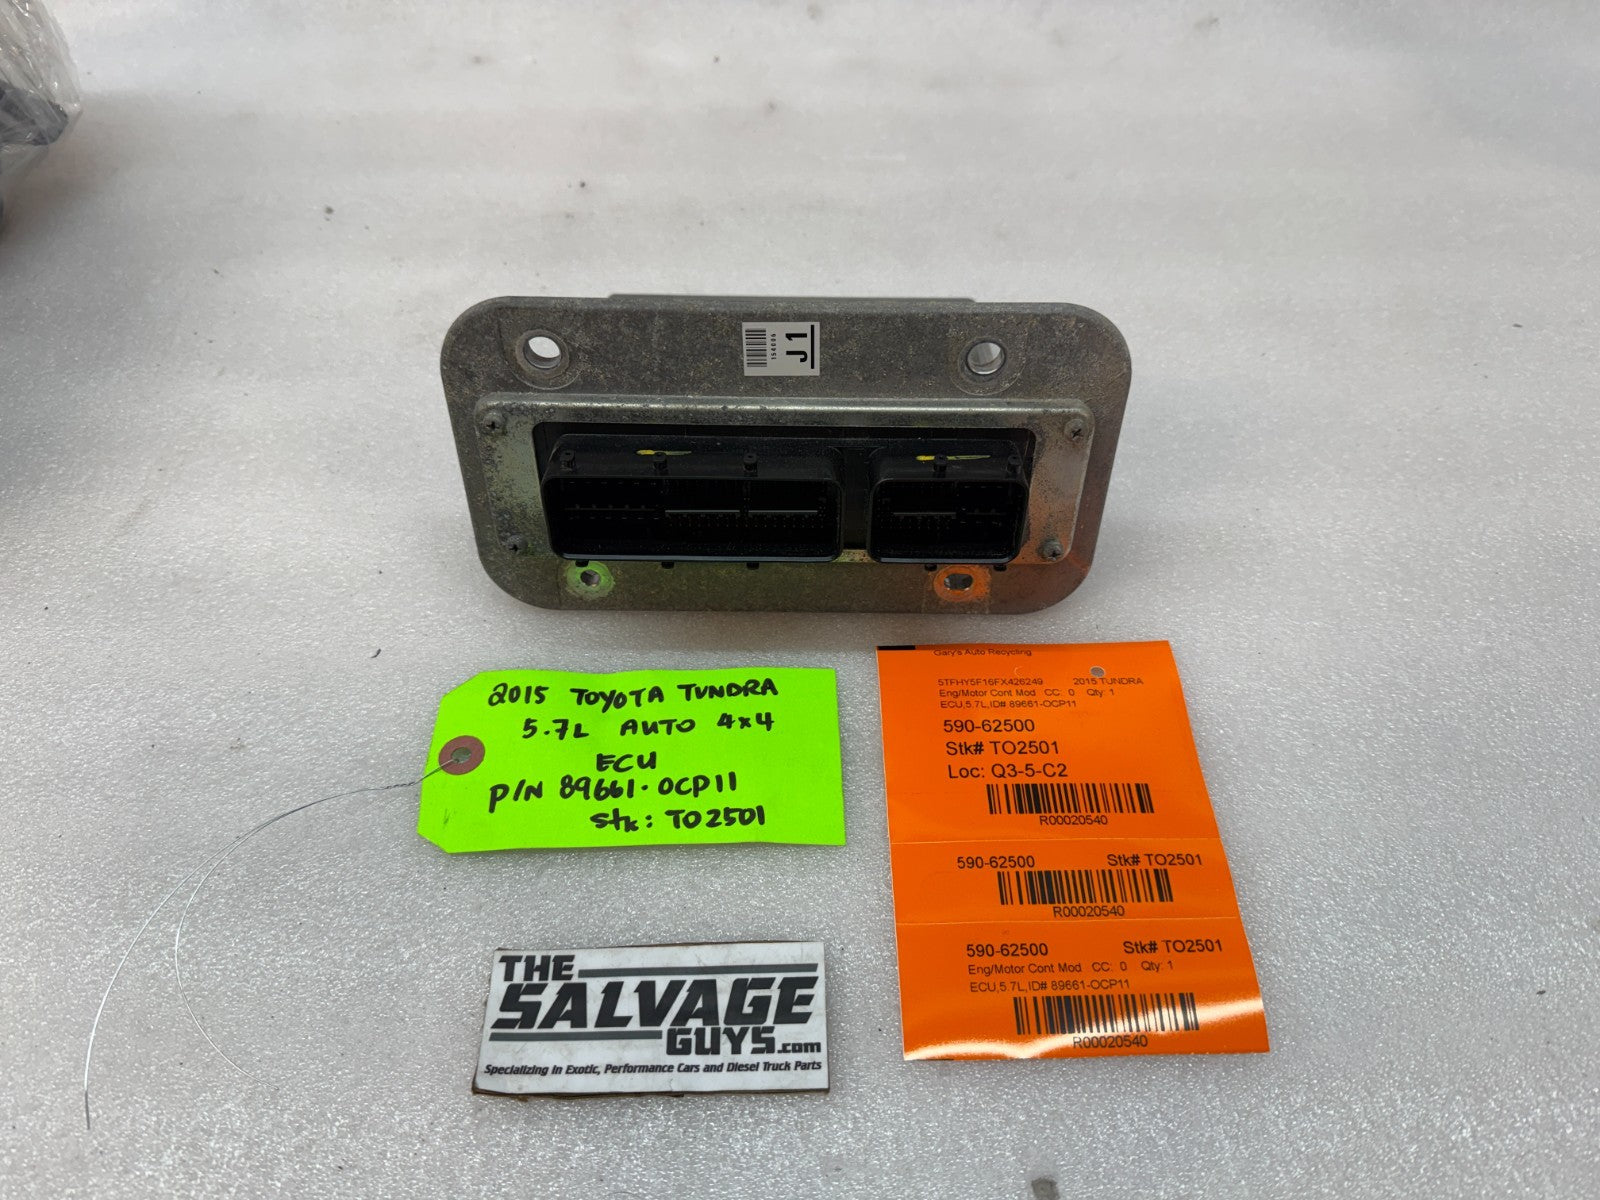 154006
J1
2015 TOYOTA TUNDRA
5.7L AUTO 4x4
ECU
P/N 89661-0CP11
Stk: TO2501
Gary's Auto Recycling
5TFHY5F16FX426249 2015 TUNDRA
Eng/Motor Cont Mod CC: 0 Qty: 1
ECU,5.7L,ID# 89661-OCP11
590-62500
Stk# TO2501
Loc: Q3-5-C2
R00020540
590-62500 Stk# TO2501
R00020540
590-62500 Stk# TO2501
Eng/Motor Cont Mod CC: 0 Qty: 1
ECU,5.7L,ID# 89661-OCP11
R00020540
THE
SALVAGE
GUYS.com
Specializing in Exotic, Performance Cars and Diesel Truck Parts